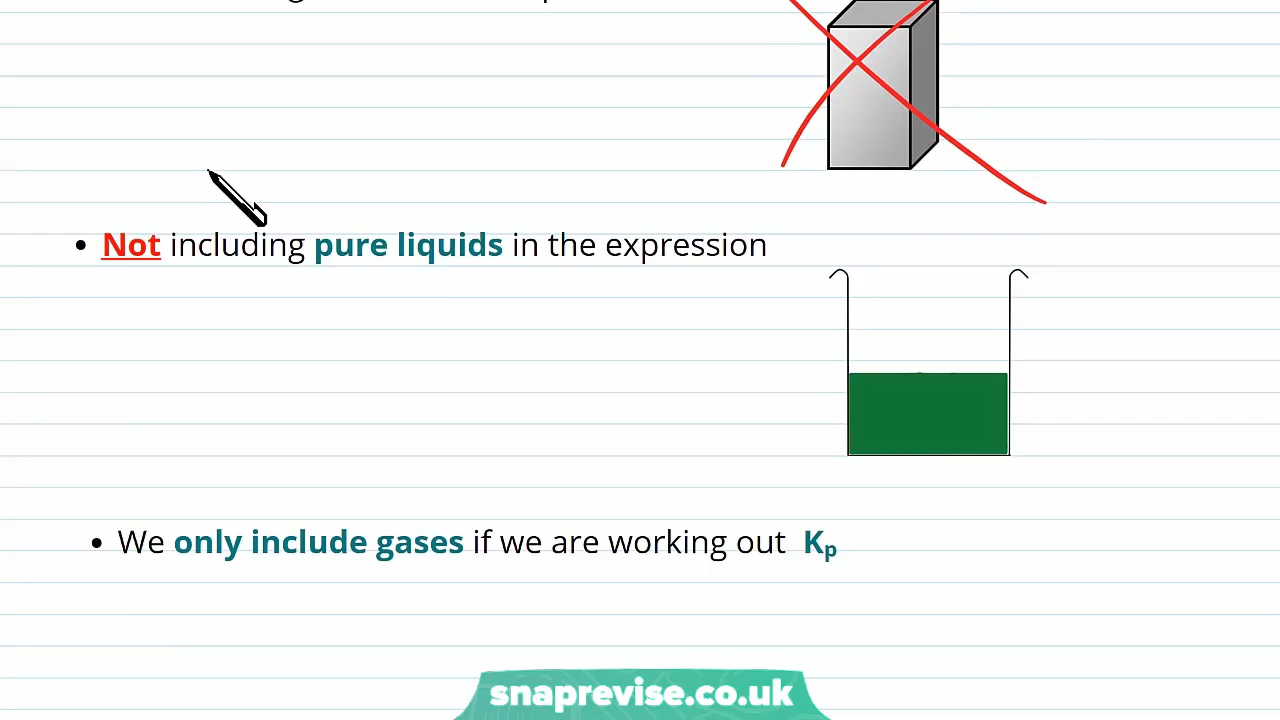 Not including pure liquids in the expression
We only include gases if we are working out Kp
snaprevise.co.uk